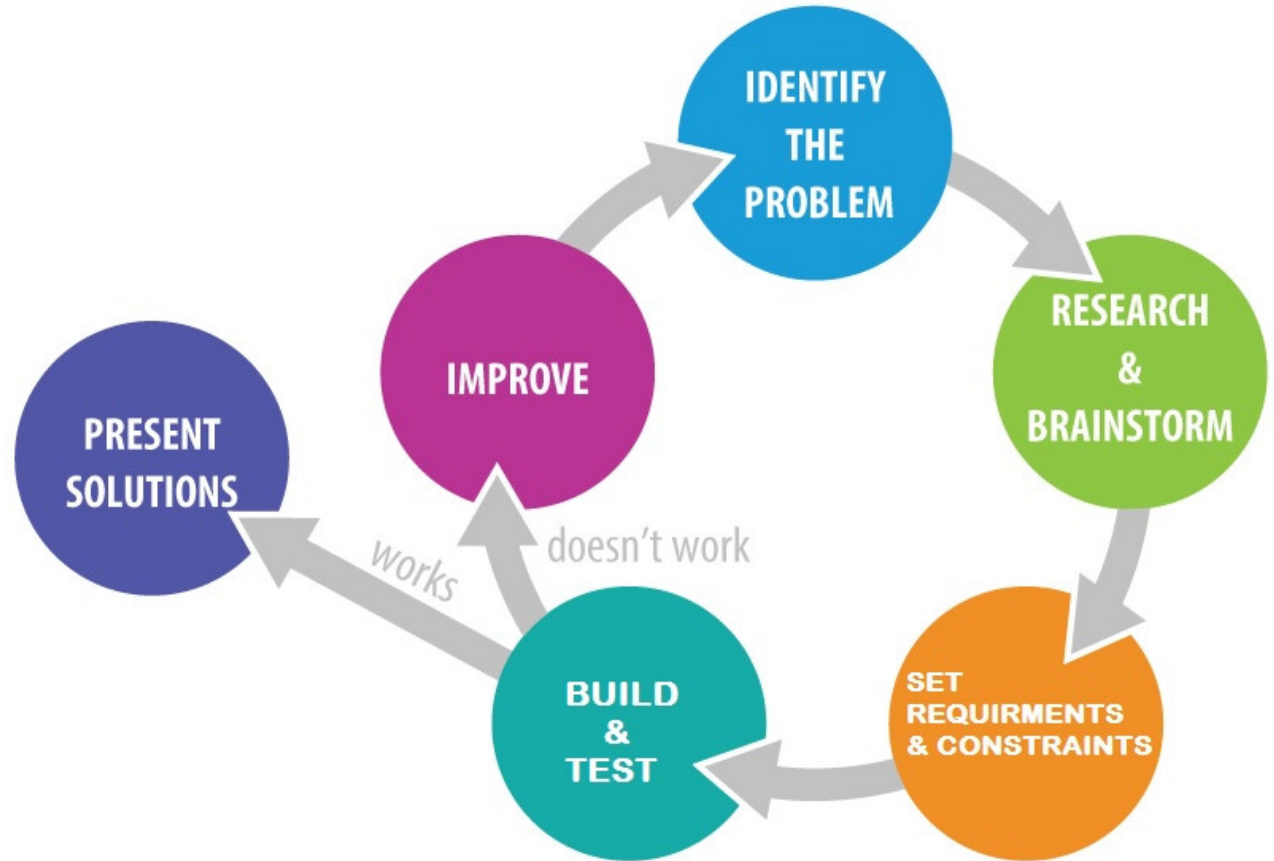 IDENTIFY
THE
PROBLEM
RESEARCH
&
BRAINSTORM
SET
REQUIRMENTS
& CONSTRAINTS
BUILD
&
TEST
doesn't work
works
IMPROVE
PRESENT
SOLUTIONS